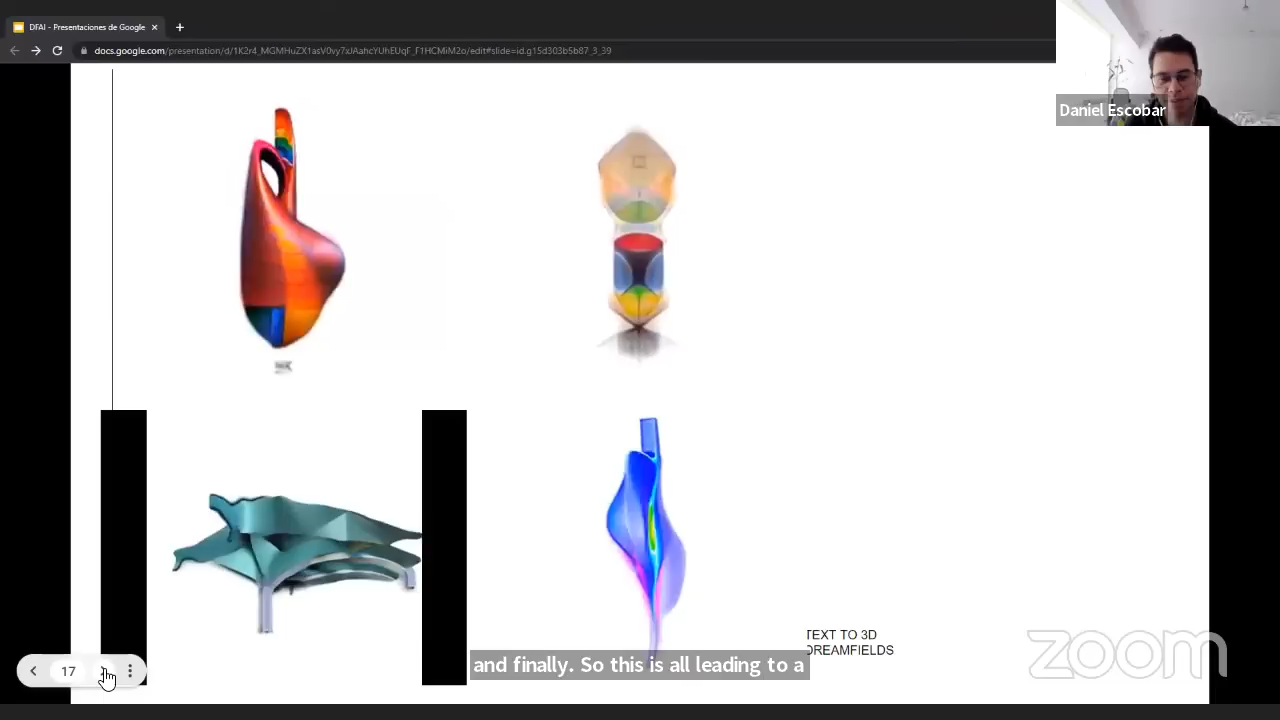 DFAI - Presentaciones de Google
docs.google.com/presentation/d/1K2r4_MGMHuZX1asV0vy7xJAahcYUhEUqF_F1HCMiM2o/edit#slide=id.g15d303b5b87_3_39
Daniel Escobar
TEXT TO 3D
DREAMFIELDS
17
and finally. So this is all leading to a
zoom